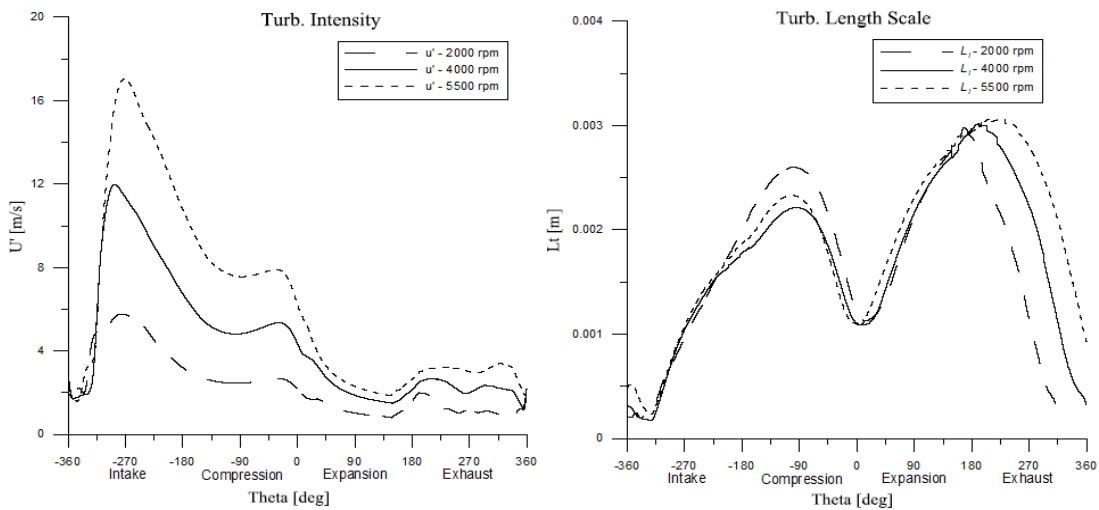 Turb. Intensity
20
16
12
8
4
0
U' [m/s]
u' - 2000 rpm
u' - 4000 rpm
u' - 5500 rpm
-360 -270 -180 -90 0 90 180 270 360
Intake Compression Expansion Exhaust
Theta [deg]
Turb. Length Scale
0.004
0.003
0.002
0.001
0
Lt [m]
L_I - 2000 rpm
L_I - 4000 rpm
L_I - 5500 rpm
-360 -270 -180 -90 0 90 180 270 360
Intake Compression Expansion Exhaust
Theta [deg]